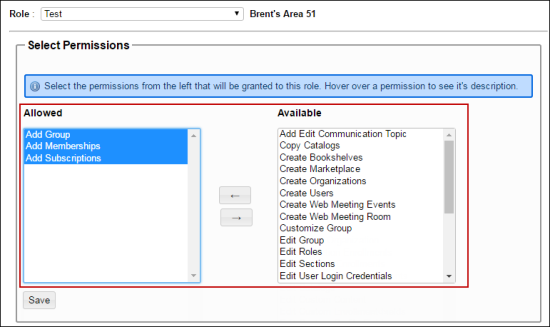 Role : Test Brent's Area 51
Select Permissions
Select the permissions from the left that will be granted to this role. Hover over a permission to see it's description.
Allowed
Add Group
Add Memberships
Add Subscriptions
←
→
Available
Add Edit Communication Topic
Copy Catalogs
Create Bookshelves
Create Marketplace
Create Organizations
Create Users
Create Web Meeting Events
Create Web Meeting Room
Customize Group
Edit Group
Edit Roles
Edit Sections
Edit User Login Credentials
Save